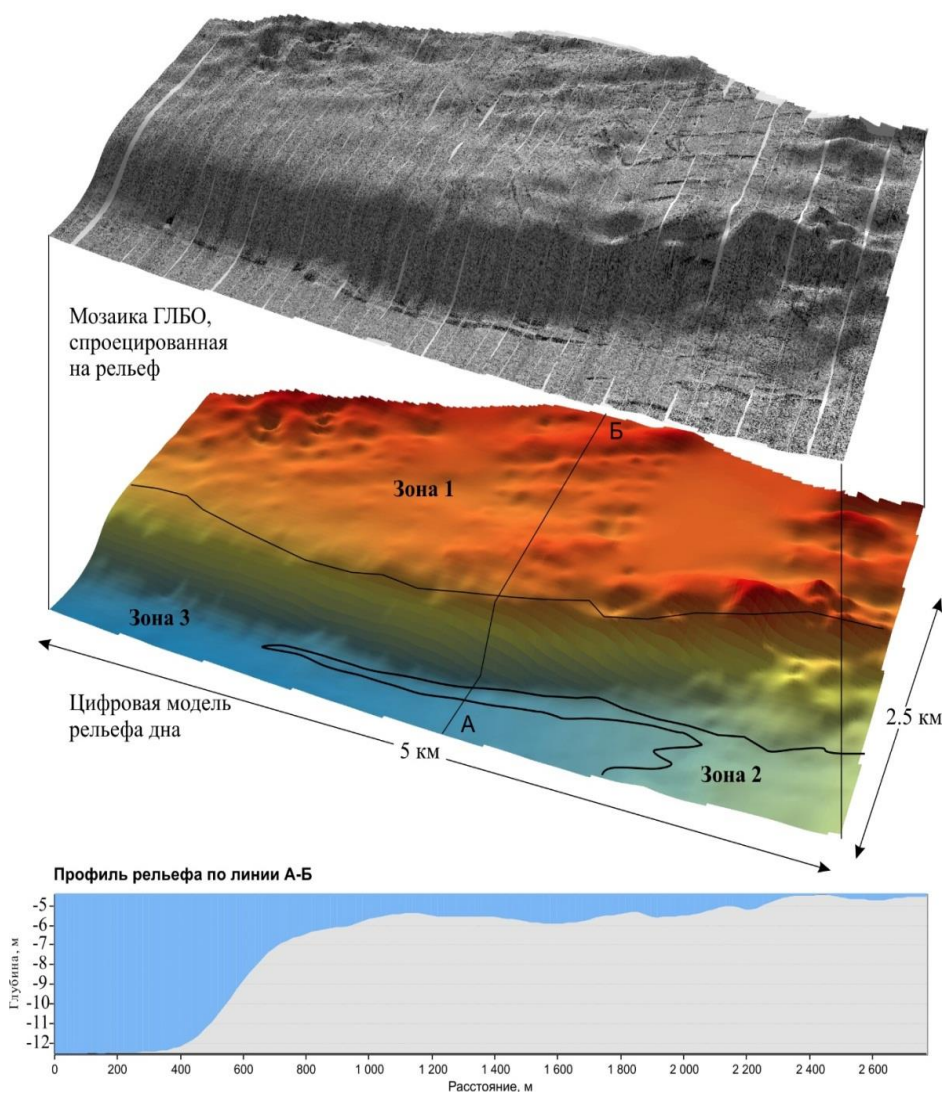 Мозаика ГЛБО,
спроецированная
на рельеф
Б
Зона 1
Зона 3
Цифровая модель
рельефа дна
А
5 км
Зона 2
2.5 км
Профиль рельефа по линии А-Б
Глубина, м
-5
-6
-7
-8
-9
-10
-11
-12
0 200 400 600 800 1 000 1 200 1 400 1 600 1 800 2 000 2 200 2 400 2 600
Расстояние, м